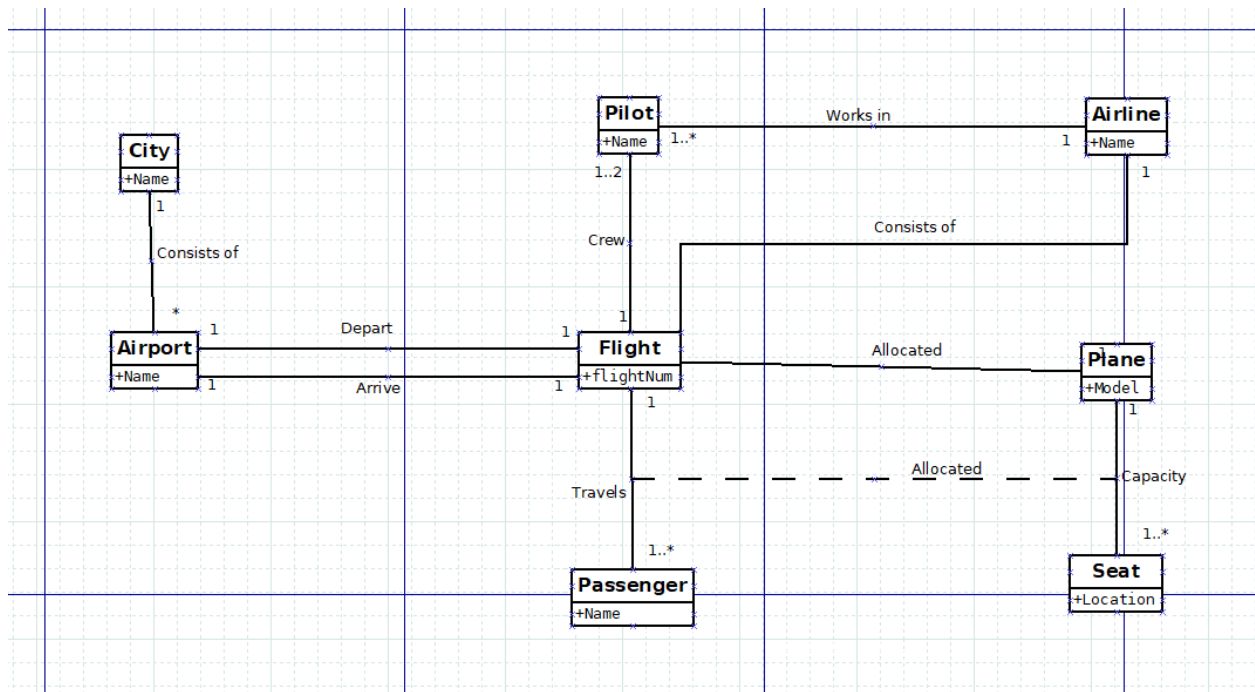 Pilot
+Name
Works in
1..*
1
Airline
+Name
1
City
+Name
1
1..2
Consists of
Crew
Consists of
*
1
1
Depart
1
1
Airport
+Name
Flight
+flightNum
Allocated
1
Plane
+Model
1
Arrive
1
1
1
Allocated
Capacity
Travels
1..*
1..*
Passenger
+Name
Seat
+Location